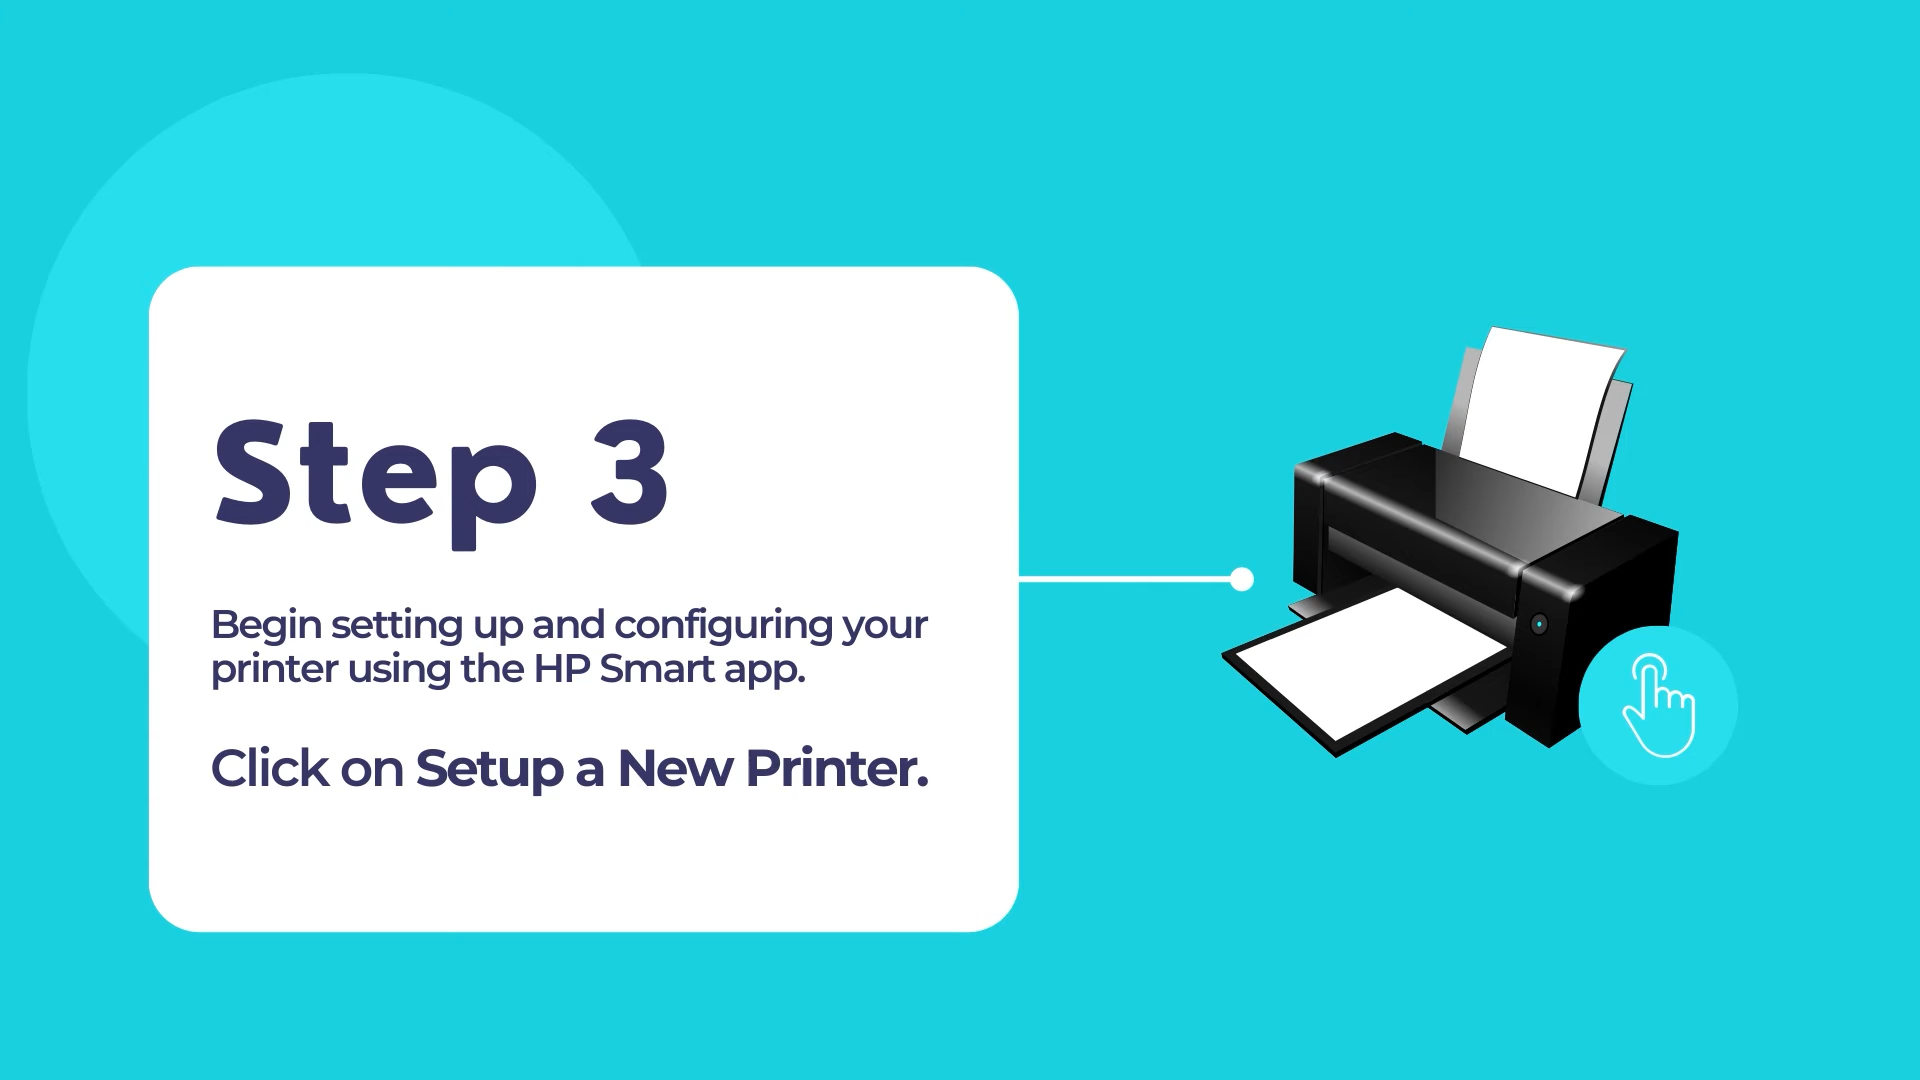 Step 3
Begin setting up and configuring your
printer using the HP Smart app.
Click on Setup a New Printer.